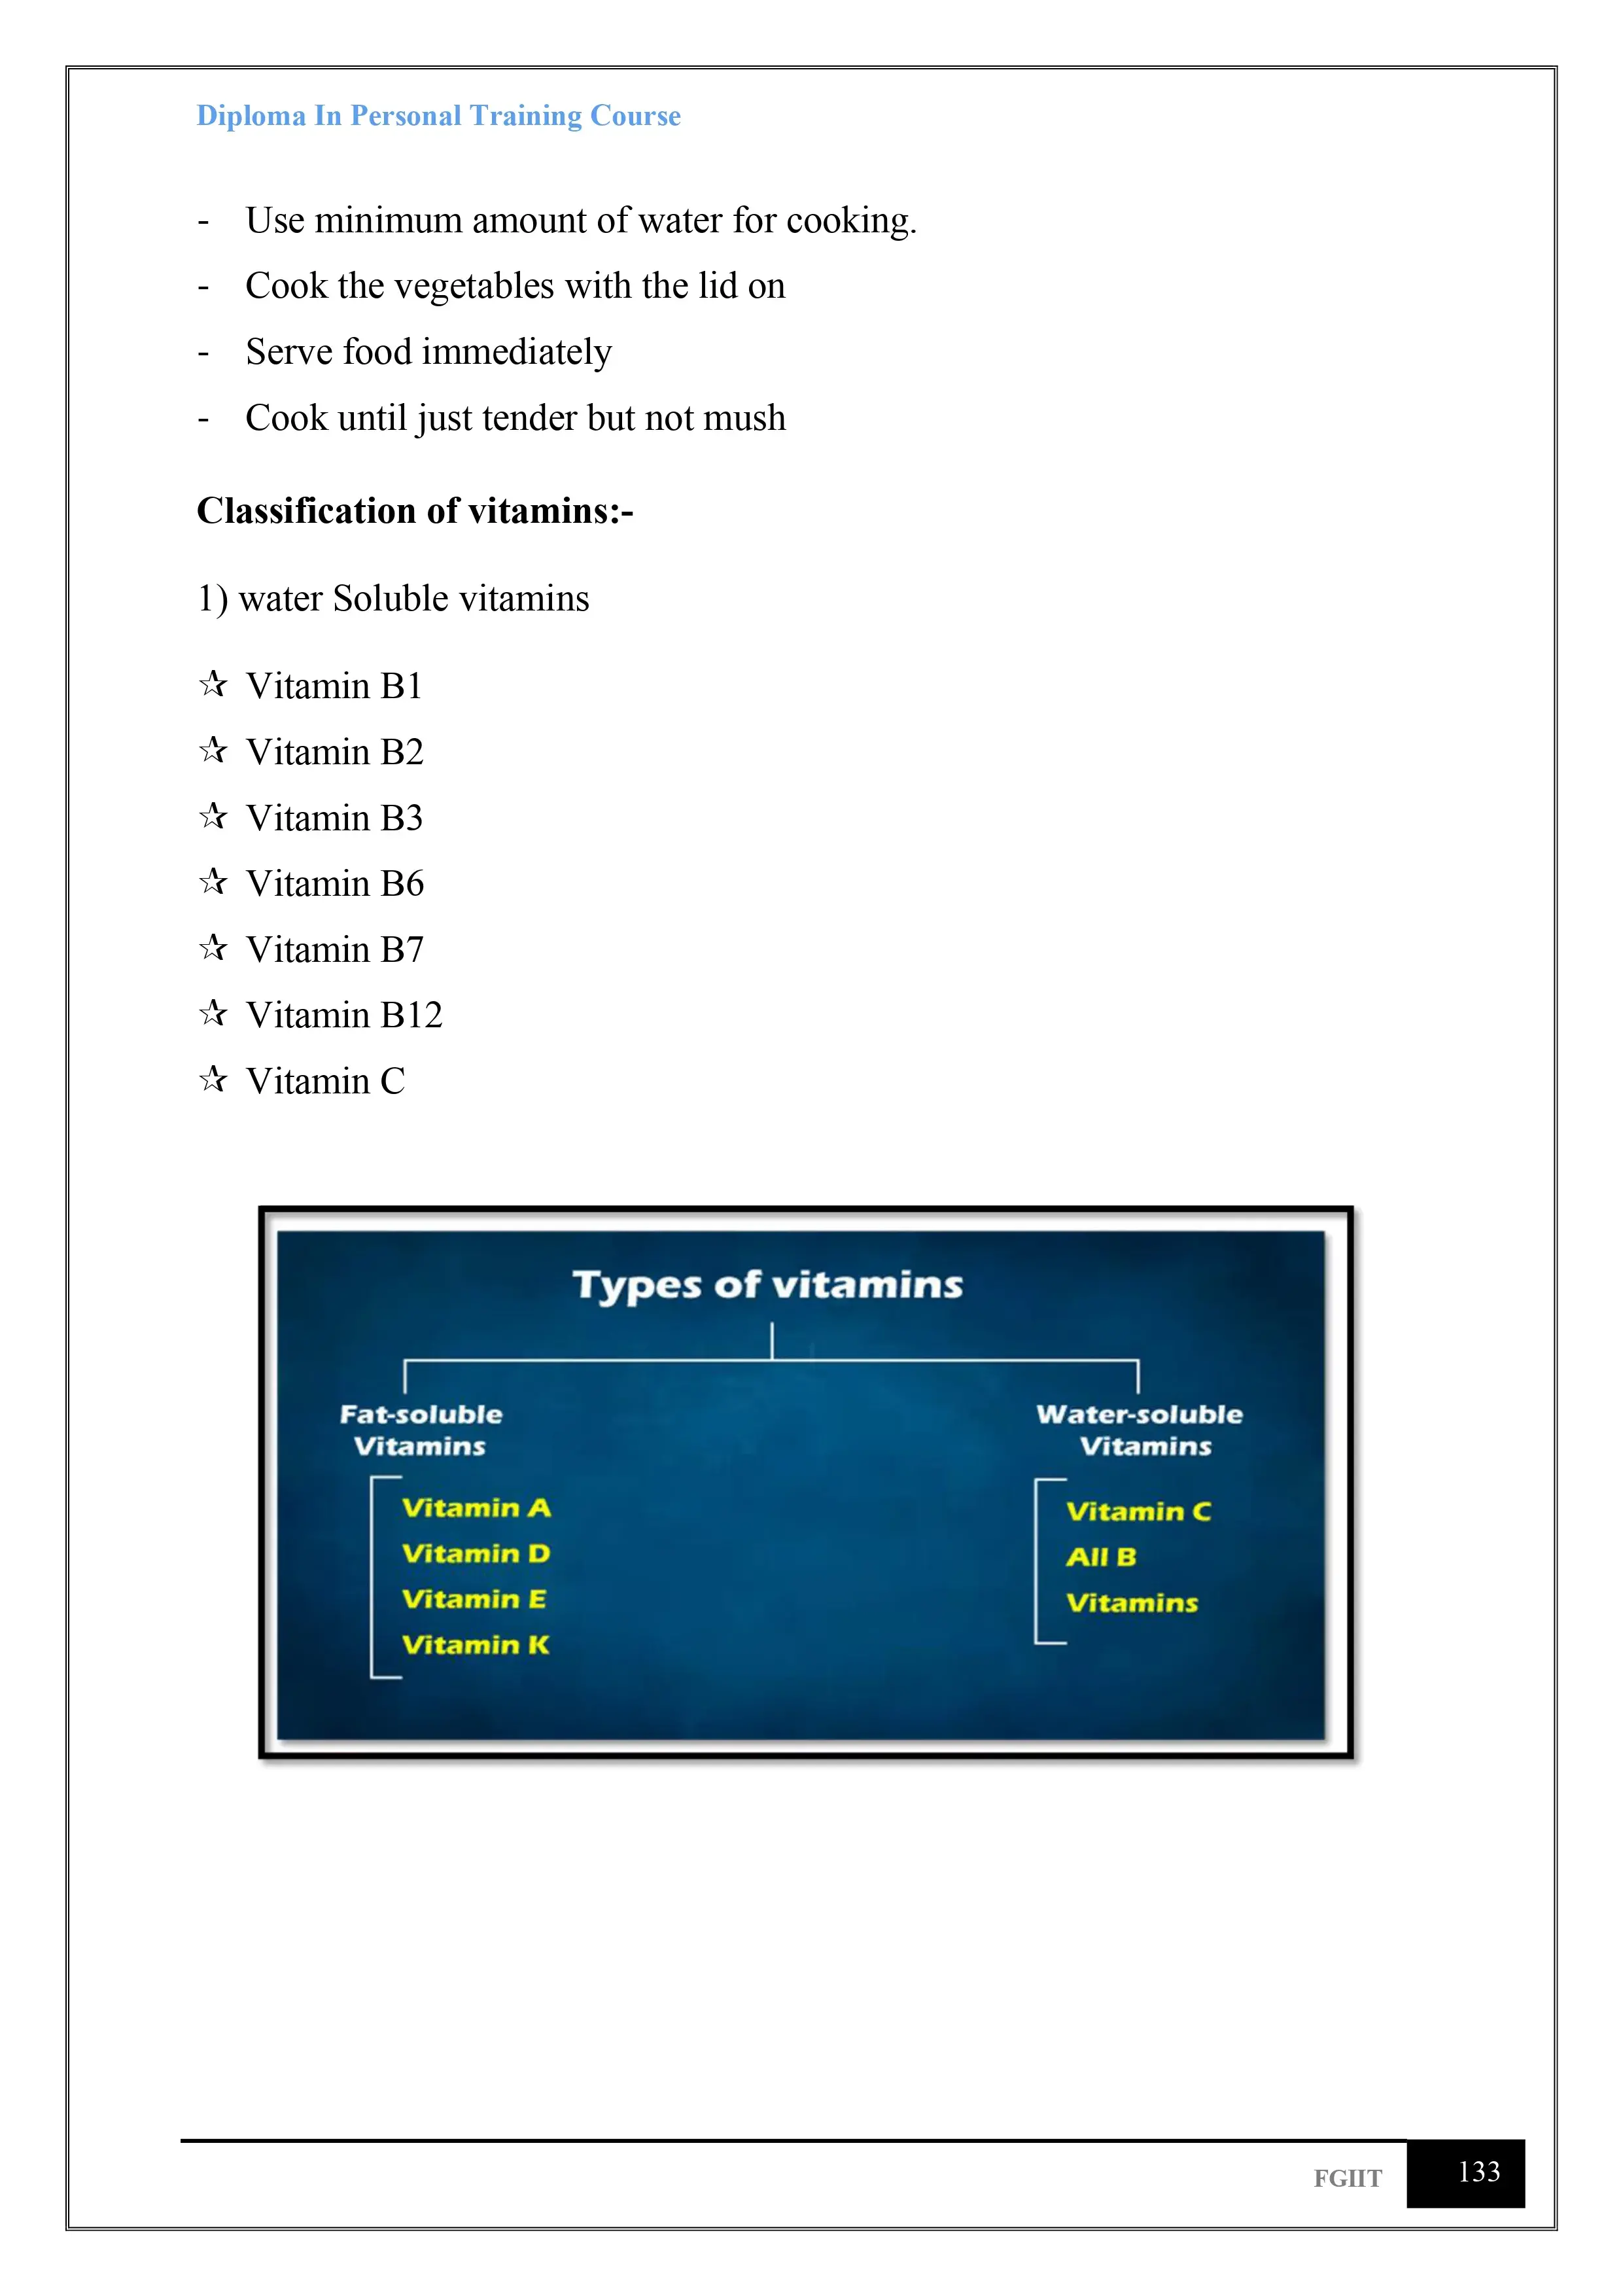 Diploma In Personal Training Course
- Use minimum amount of water for cooking.
- Cook the vegetables with the lid on
- Serve food immediately
- Cook until just tender but not mush
Classification of vitamins:-
1) water Soluble vitamins
☆ Vitamin B1
☆ Vitamin B2
☆ Vitamin B3
☆ Vitamin B6
☆ Vitamin B7
☆ Vitamin B12
☆ Vitamin C
Types of vitamins
Fat-soluble
Vitamins
Vitamin A
Vitamin D
Vitamin E
Vitamin K
Water-soluble
Vitamins
Vitamin C
All B
Vitamins
FGIIT 133